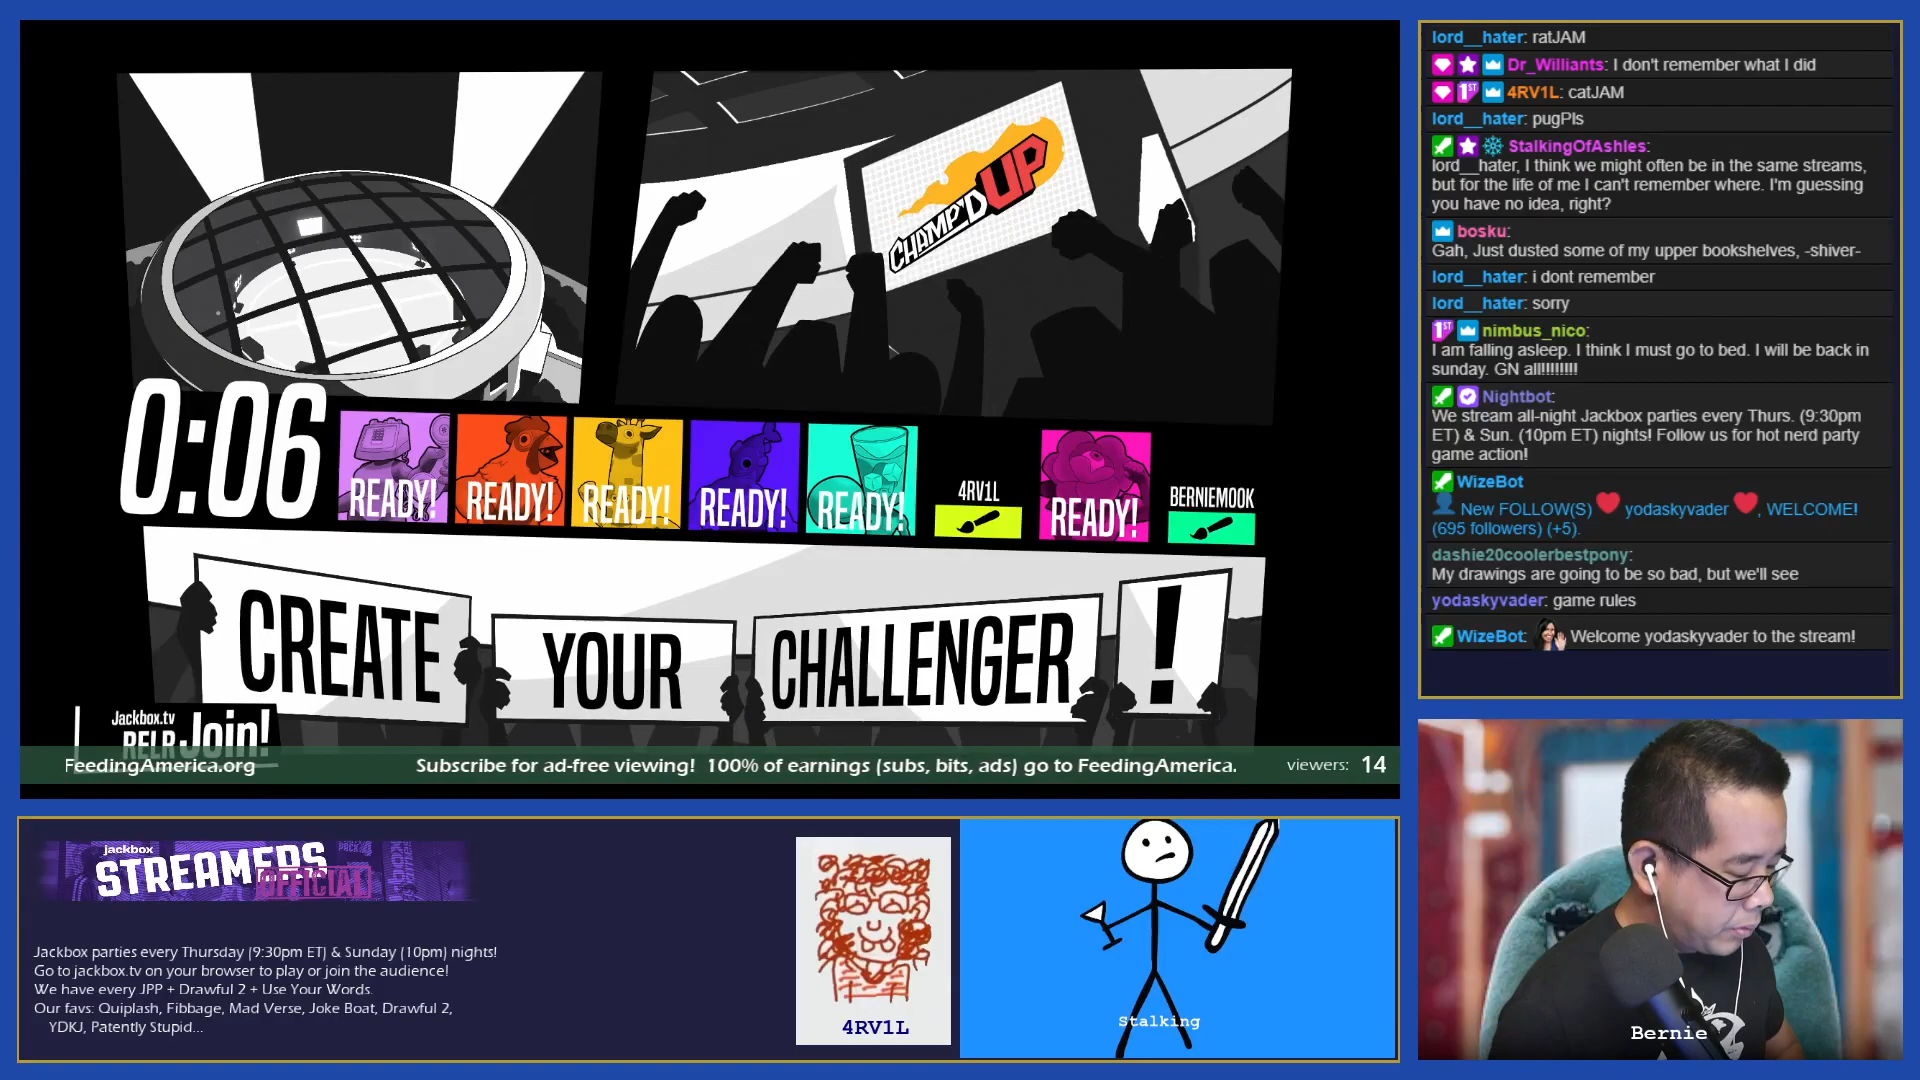 CHAMP'D UP
0:06
READY!
READY!
READY!
READY!
READY!
4RV1L
READY!
BERNIEMOOK
CREATE
YOUR
CHALLENGER
!
Jackbox.tv
RELR Join!
FeedingAmerica.org
Subscribe for ad-free viewing!  100% of earnings (subs, bits, ads) go to FeedingAmerica.
viewers: 14
jackbox
STREAMERS
OFFICIAL
Jackbox parties every Thursday (9:30pm ET) & Sunday (10pm) nights!
Go to jackbox.tv on your browser to play or join the audience!
We have every JPP + Drawful 2 + Use Your Words.
Our favs: Quiplash, Fibbage, Mad Verse, Joke Boat, Drawful 2,
YDKJ, Patently Stupid...
4RV1L
Stalking
lord__hater: ratJAM
Dr_Williants: I don't remember what I did
1ST 4RV1L: catJAM
lord__hater: pugPls
StalkingOfAshles:
lord__hater, I think we might often be in the same streams,
but for the life of me I can't remember where. I'm guessing
you have no idea, right?
bosku:
Gah, Just dusted some of my upper bookshelves, -shiver-
lord__hater: i dont remember
lord__hater: sorry
1ST nimbus_nico:
I am falling asleep. I think I must go to bed. I will be back in
sunday. GN all!!!!!!!!!
Nightbot:
We stream all-night Jackbox parties every Thurs. (9:30pm
ET) & Sun. (10pm ET) nights! Follow us for hot nerd party
game action!
WizeBot
New FOLLOW(S) yodaskyvader , WELCOME!
(695 followers) (+5).
dashie20coolerbestpony:
My drawings are going to be so bad, but we'll see
yodaskyvader: game rules
WizeBot: Welcome yodaskyvader to the stream!
Bernie